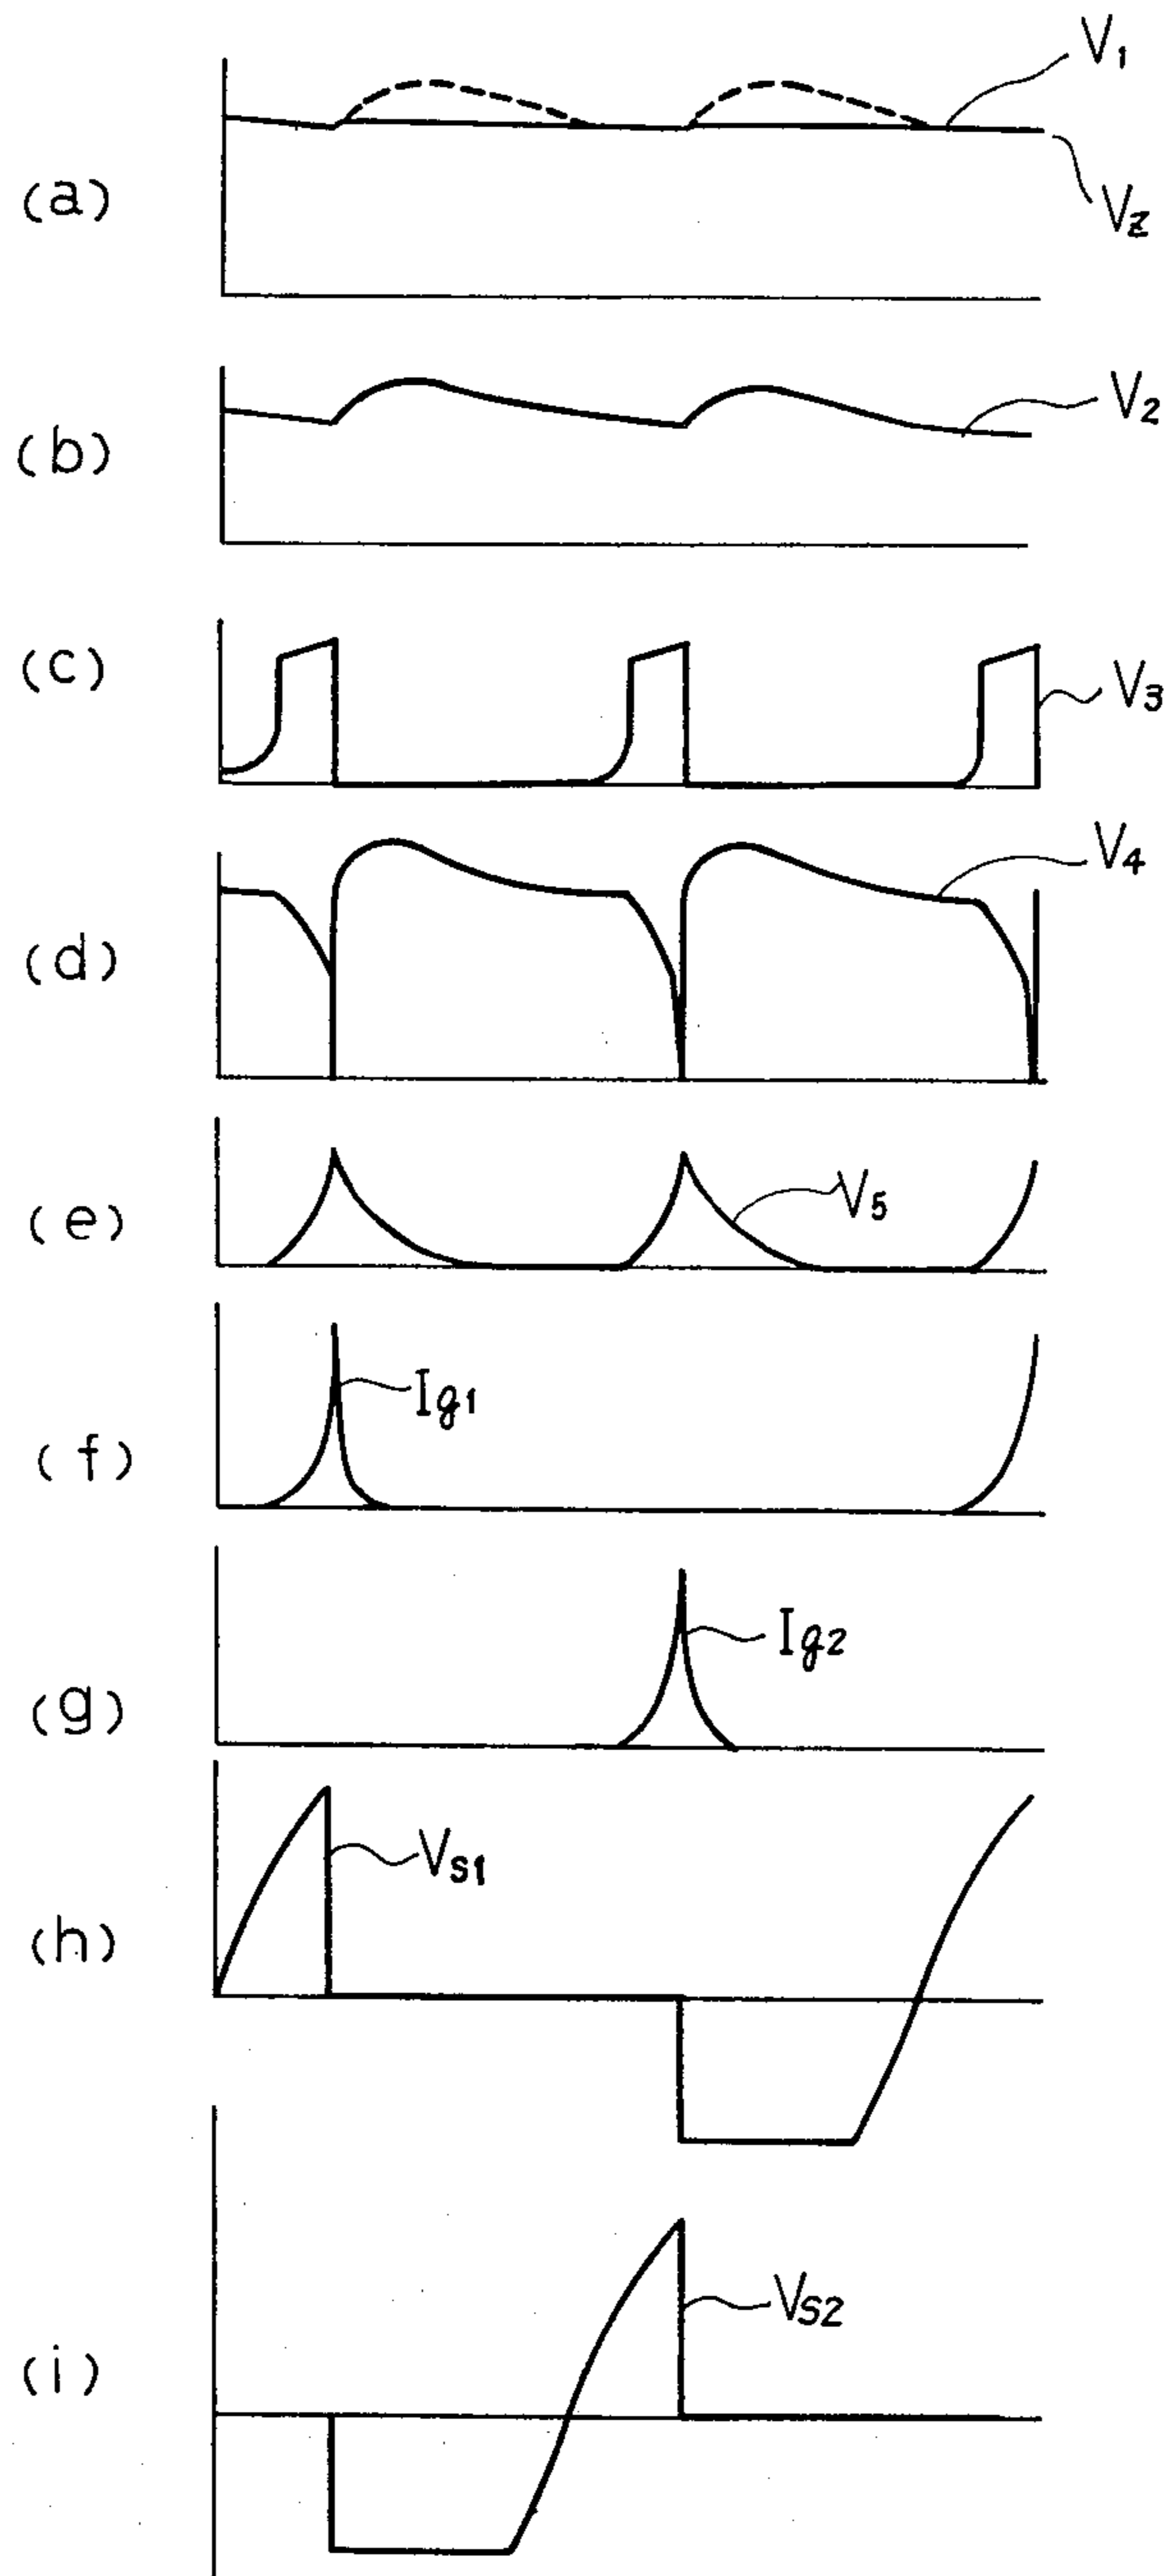 V1
(a)
Vz
(b)
V2
(c)
V3
(d)
V4
(e)
V5
(f)
Ig1
(g)
Ig2
(h)
Vs1
(i)
Vs2